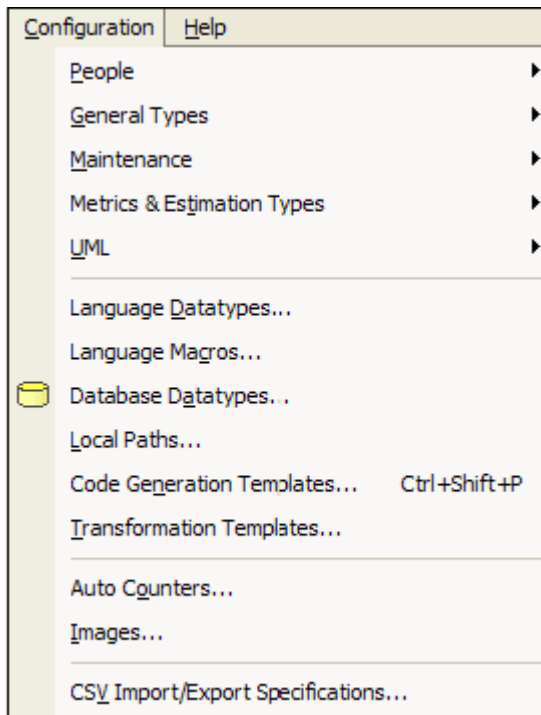 Configuration Help
People
General Types
Maintenance
Metrics & Estimation Types
UML
Language Datatypes...
Language Macros...
Database Datatypes...
Local Paths...
Code Generation Templates... Ctrl+Shift+P
Transformation Templates...
Auto Counters...
Images...
CSV Import/Export Specifications...